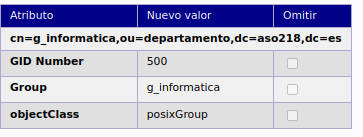 Atributo Nuevo valor Omitir
cn=g_informatica,ou=departamento,dc=aso218,dc=es
GID Number 500
Group g_informatica
objectClass posixGroup